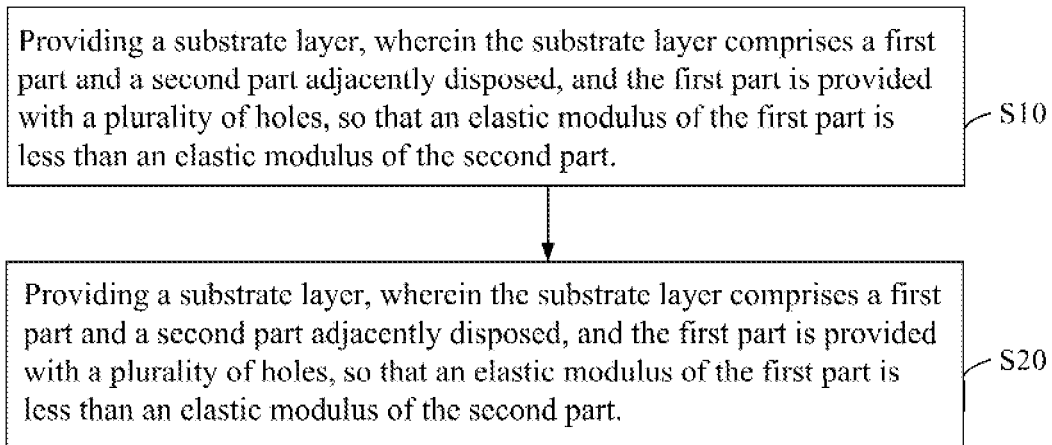 Providing a substrate layer, wherein the substrate layer comprises a first
part and a second part adjacently disposed, and the first part is provided
with a plurality of holes, so that an elastic modulus of the first part is
less than an elastic modulus of the second part.
S10
Providing a substrate layer, wherein the substrate layer comprises a first
part and a second part adjacently disposed, and the first part is provided
with a plurality of holes, so that an elastic modulus of the first part is
less than an elastic modulus of the second part.
S20